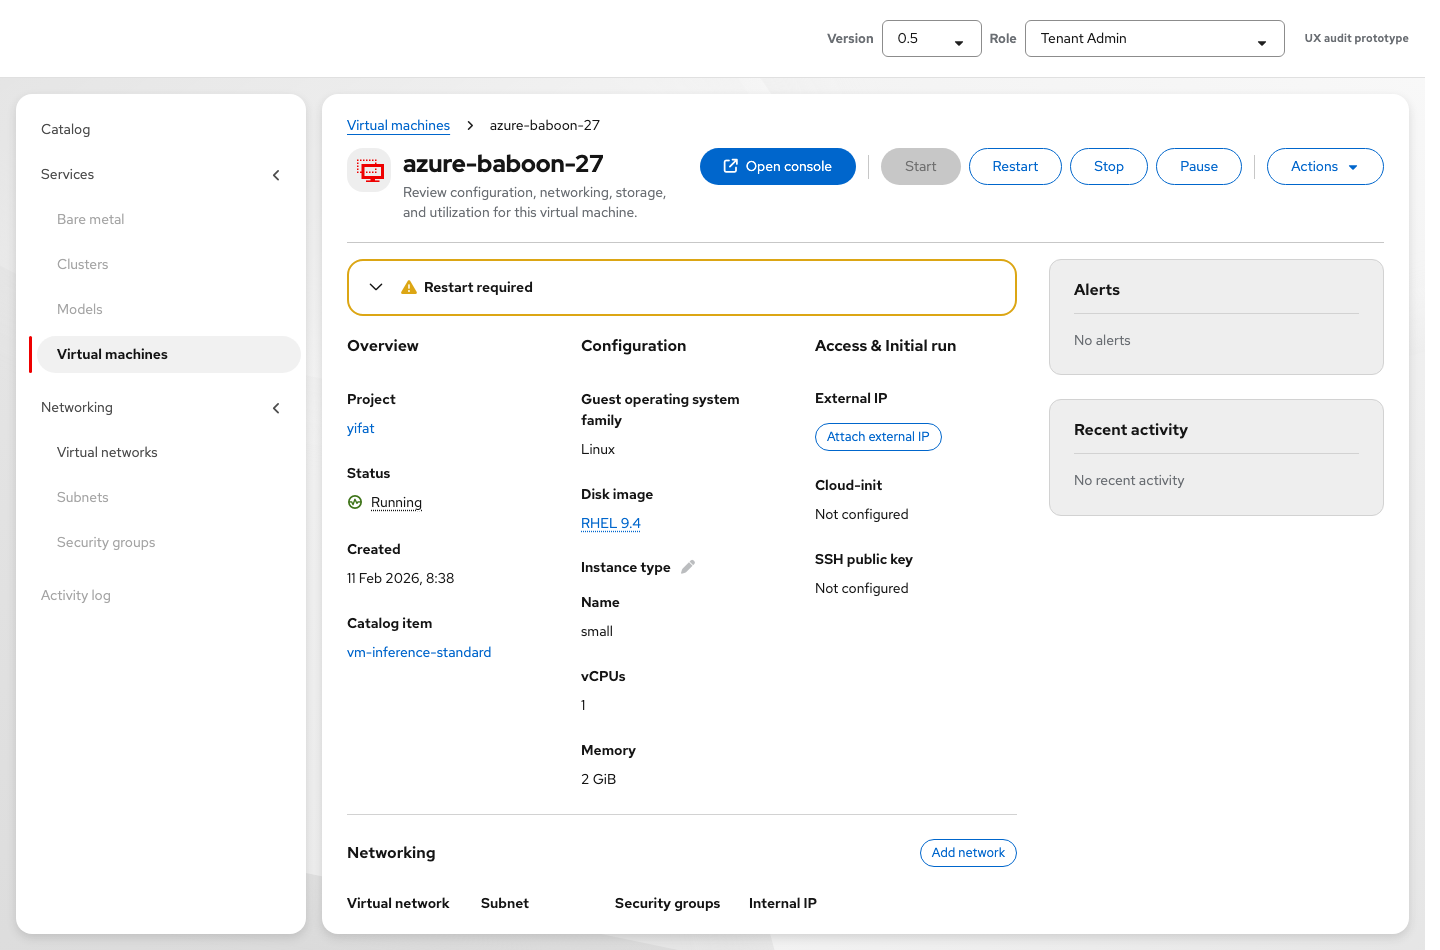 Version 0.5 Role Tenant Admin UX audit prototype
Catalog
Services
Bare metal
Clusters
Models
Virtual machines
Networking
Virtual networks
Subnets
Security groups
Activity log
Virtual machines azure-baboon-27
azure-baboon-27
Review configuration, networking, storage,
and utilization for this virtual machine.
Open console Start Restart Stop Pause Actions
Restart required
Overview
Project
yifat
Status
Running
Created
11 Feb 2026, 8:38
Catalog item
vm-inference-standard
Configuration
Guest operating system
family
Linux
Disk image
RHEL 9.4
Instance type
Name
small
vCPUs
1
Memory
2 GiB
Access & Initial run
External IP
Attach external IP
Cloud-init
Not configured
SSH public key
Not configured
Alerts
No alerts
Recent activity
No recent activity
Networking Add network
Virtual network Subnet Security groups Internal IP